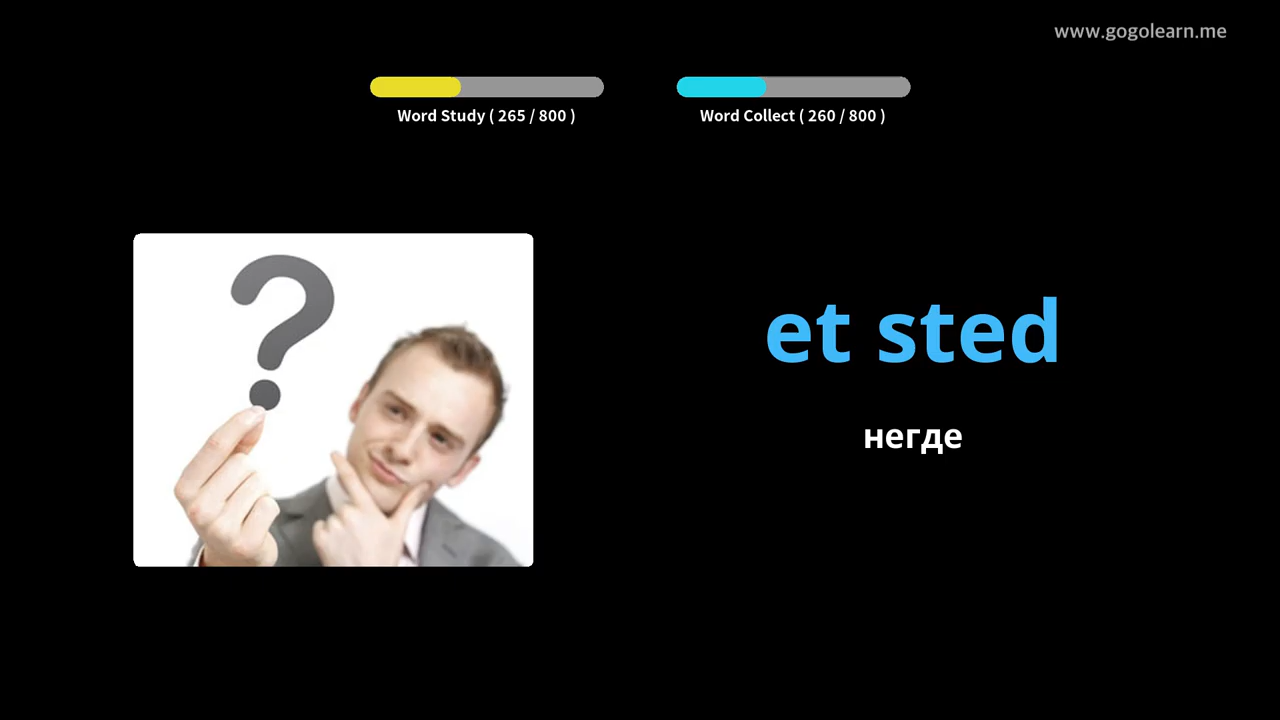 www.gogolearn.me
Word Study ( 265 / 800 )
Word Collect ( 260 / 800 )
et sted
негде